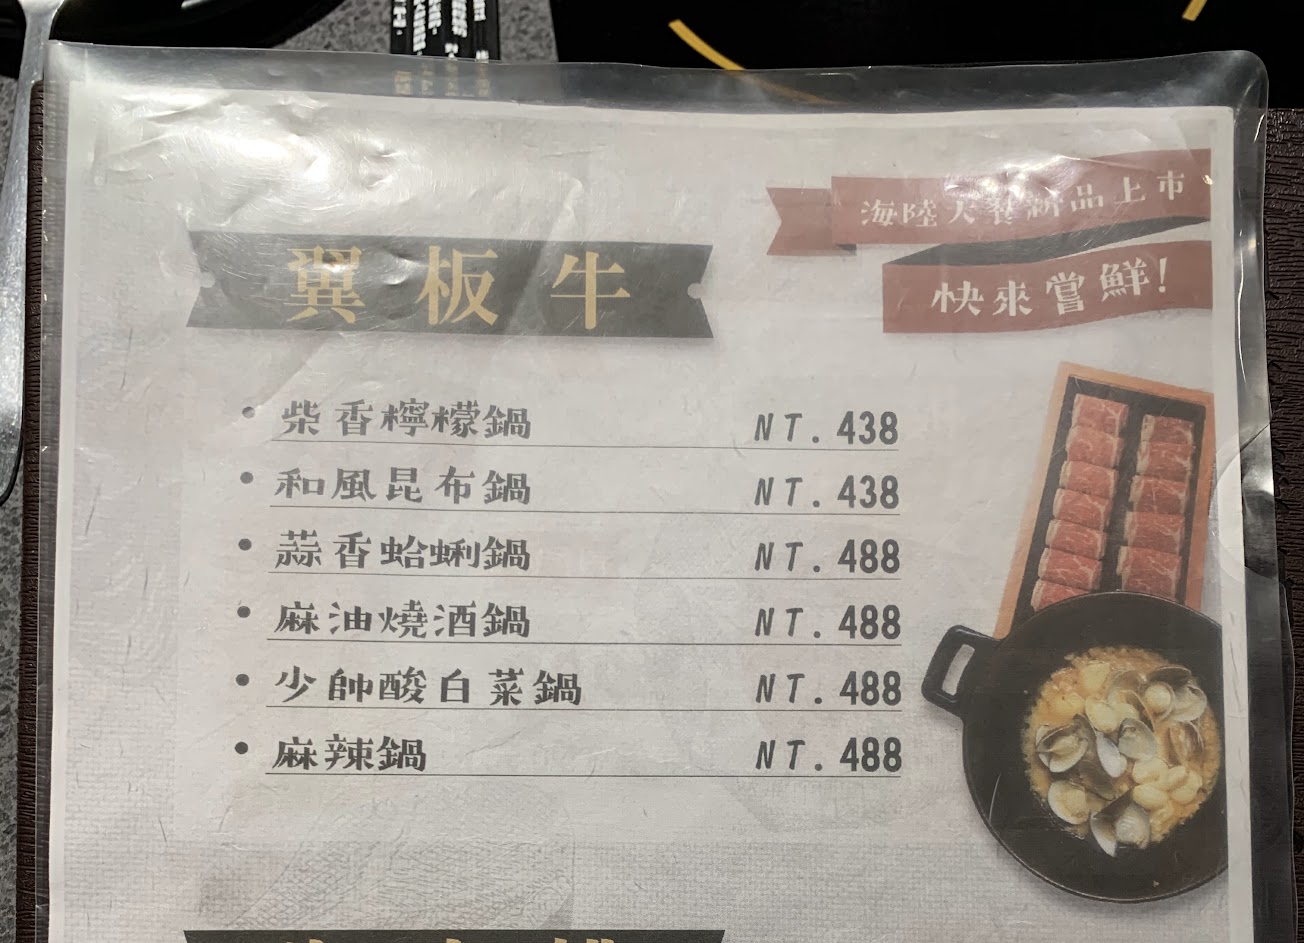 海陸大餐新品上市
快來嘗鮮!
翼板牛
柴香檸檬鍋 NT.438
和風昆布鍋 NT.438
蒜香蛤蜊鍋 NT.488
麻油燒酒鍋 NT.488
少帥酸白菜鍋 NT.488
麻辣鍋 NT.488